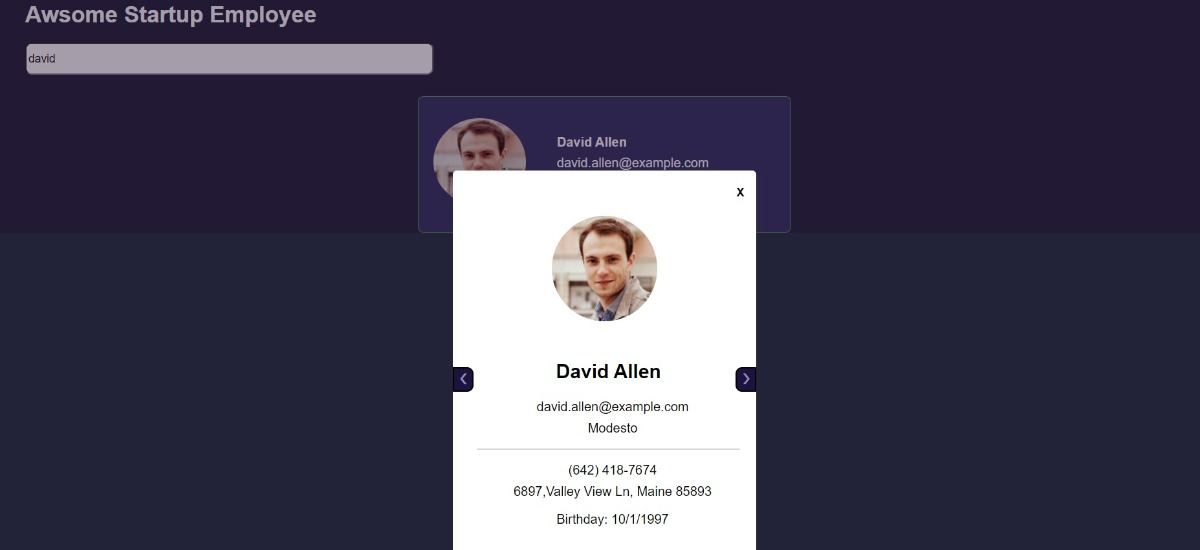 Awsome Startup Employee
david
David Allen
david.allen@example.com
X
David Allen
david.allen@example.com
Modesto
(642) 418-7674
6897,Valley View Ln, Maine 85893
Birthday: 10/1/1997